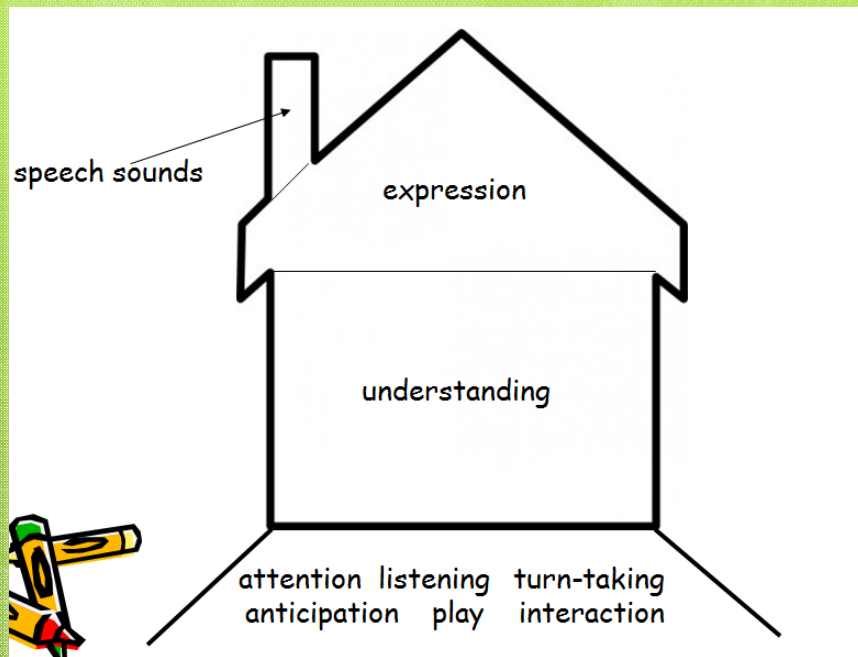 speech sounds
expression
understanding
attention listening turn-taking
anticipation play interaction